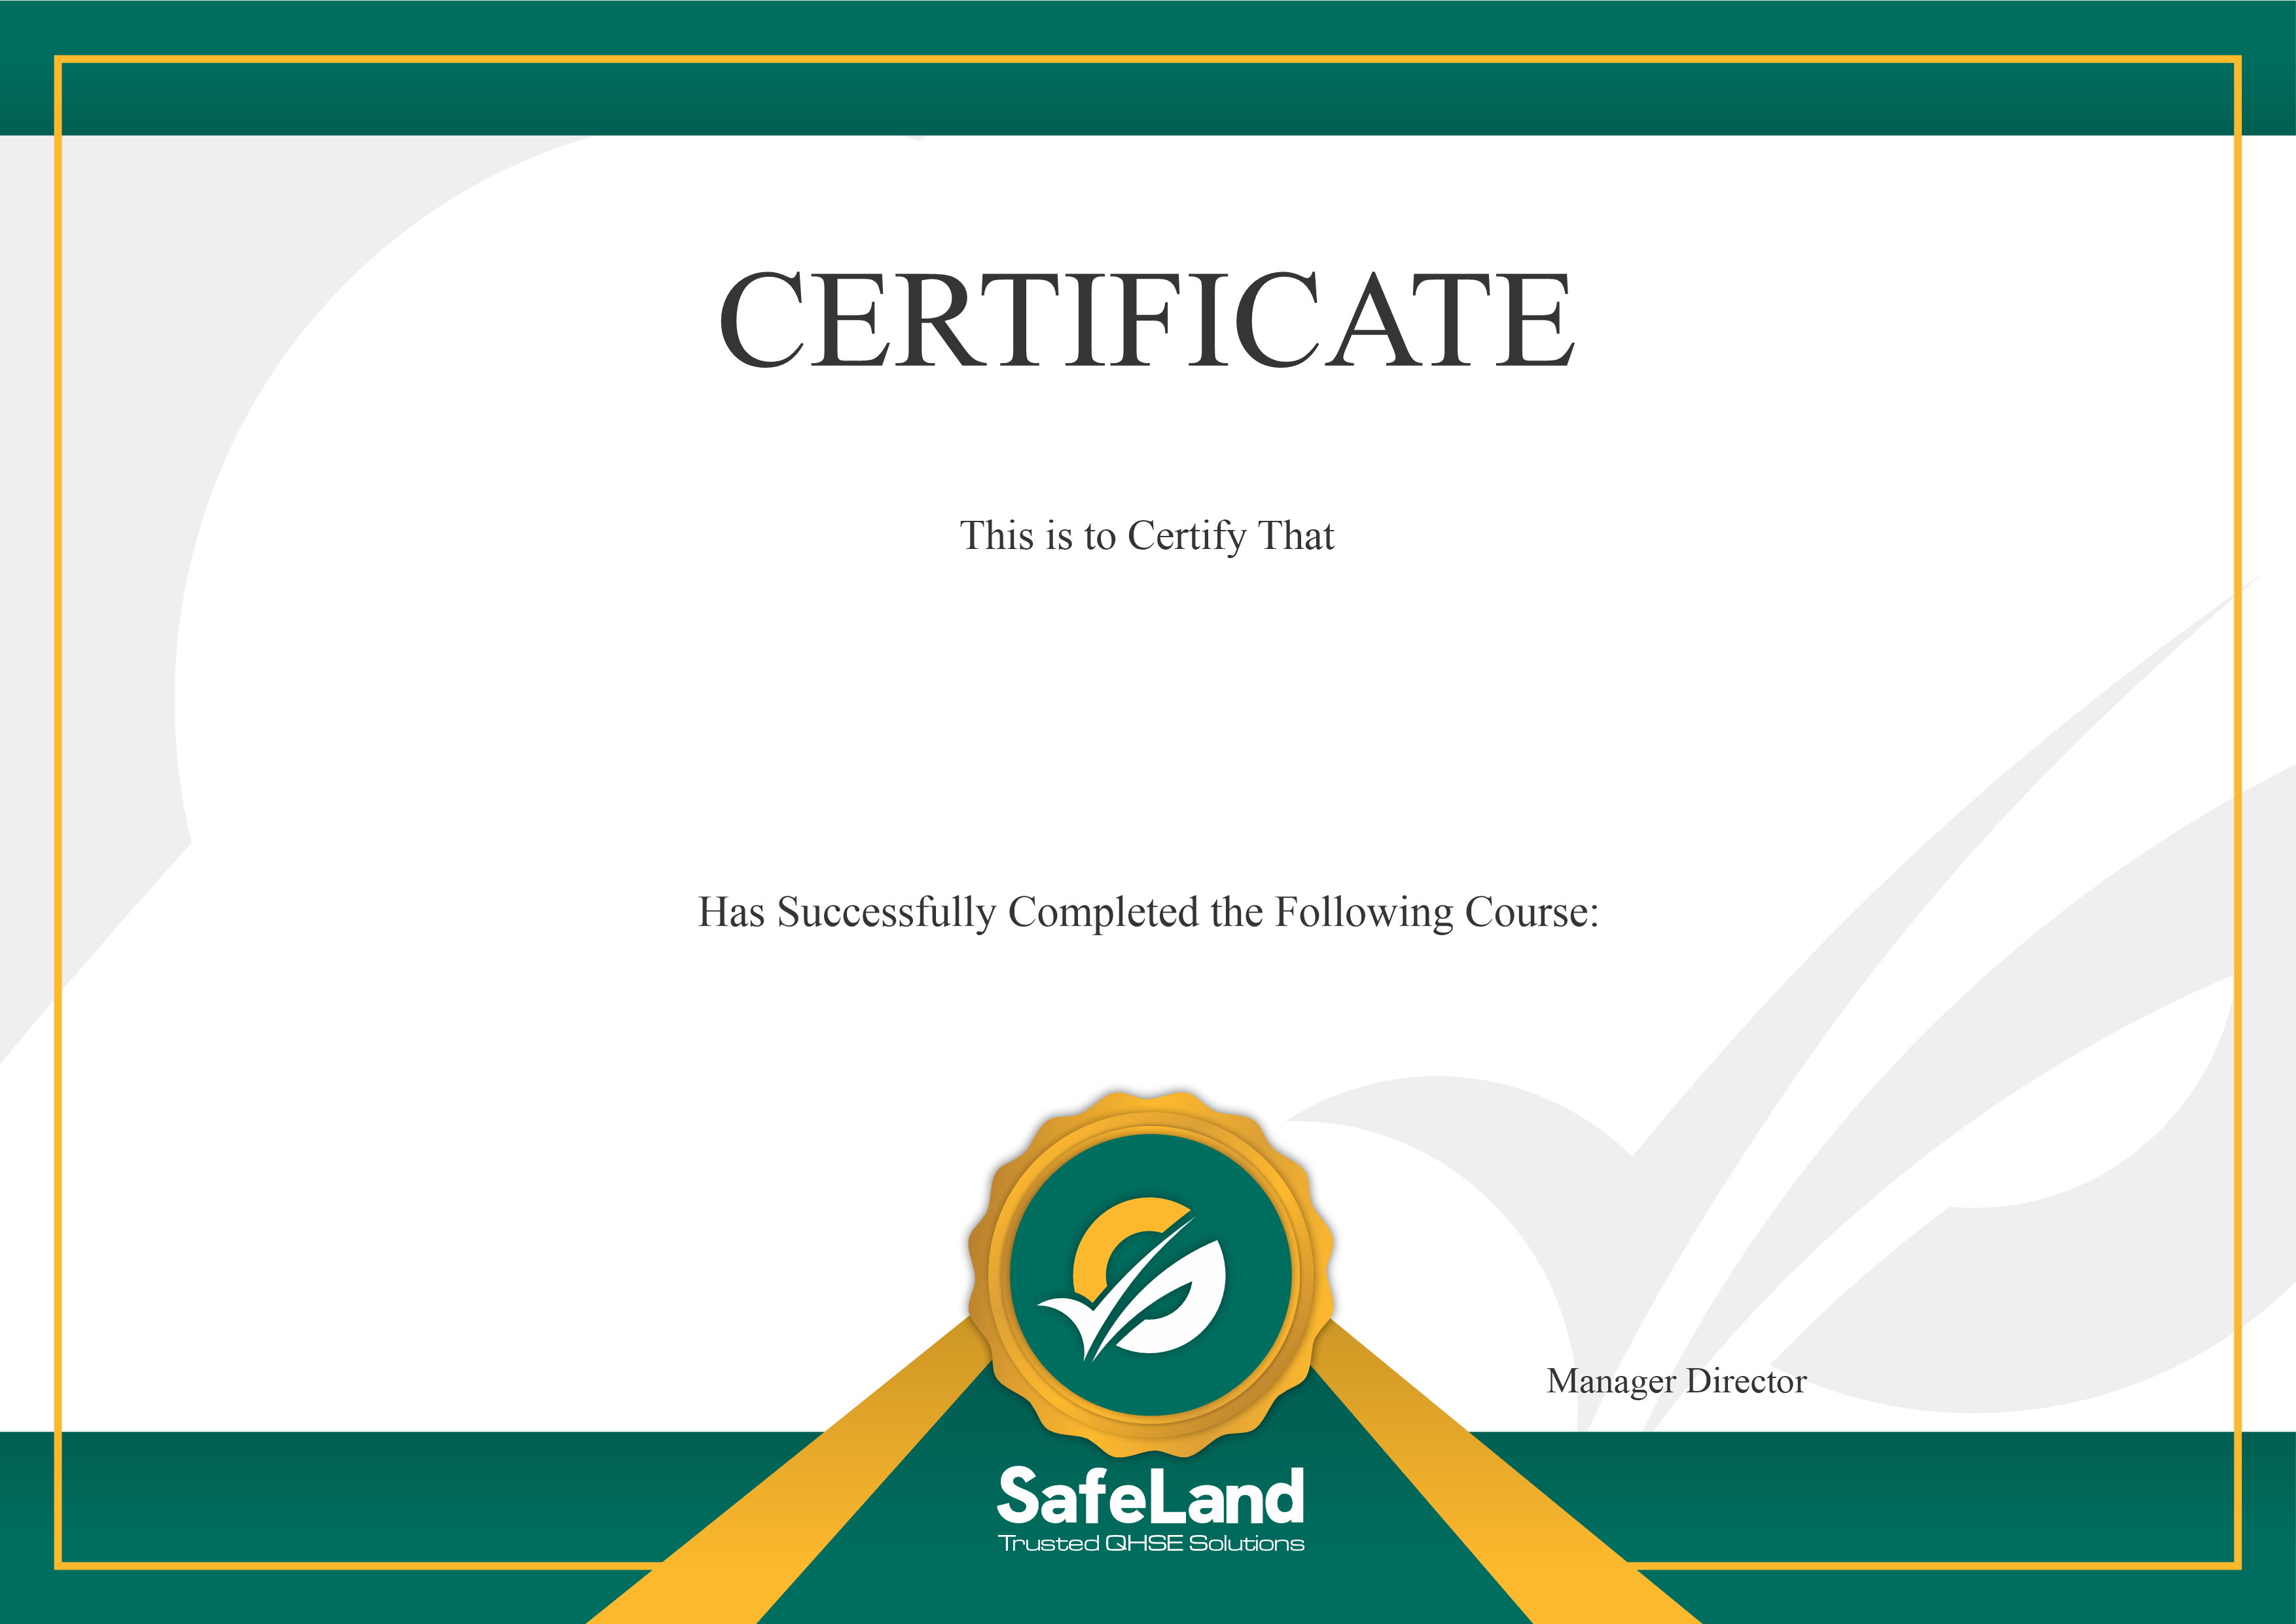 CERTIFICATE
This is to Certify That
Has Successfully Completed the Following Course:
Manager Director
SafeLand
Trusted QHSE Solutions